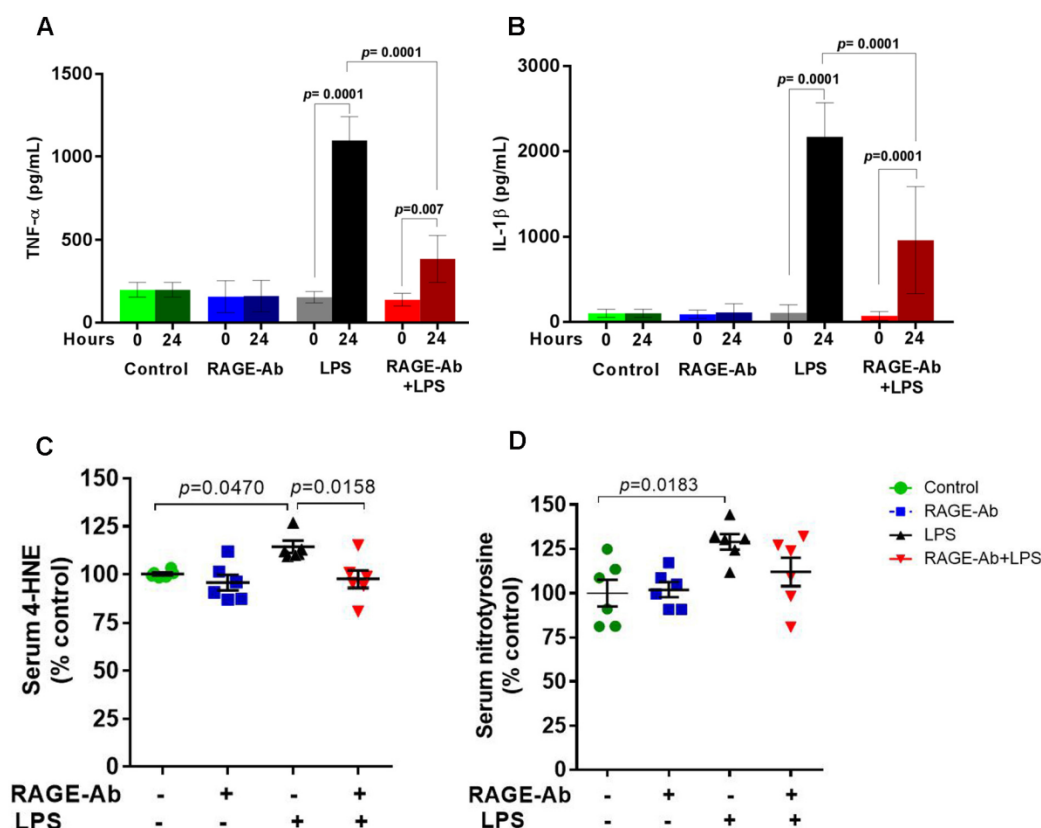 A
p= 0.0001
p= 0.0001
p=0.007
TNF-α (pg/mL)
1500
1000
500
0
Hours 0 24 0 24 0 24 0 24
Control RAGE-Ab LPS RAGE-Ab
+LPS
B
p= 0.0001
p= 0.0001
p=0.0001
IL-1β (pg/mL)
3000
2000
1000
0
Hours 0 24 0 24 0 24 0 24
Control RAGE-Ab LPS RAGE-Ab
+LPS
C
p=0.0470 p=0.0158
Serum 4-HNE
(% control)
150
125
100
75
50
25
0
RAGE-Ab - + - +
LPS - - + +
D
p=0.0183
Serum nitrotyrosine
(% control)
150
125
100
75
50
25
0
RAGE-Ab - + - +
LPS - - + +
Control
RAGE-Ab
LPS
RAGE-Ab+LPS